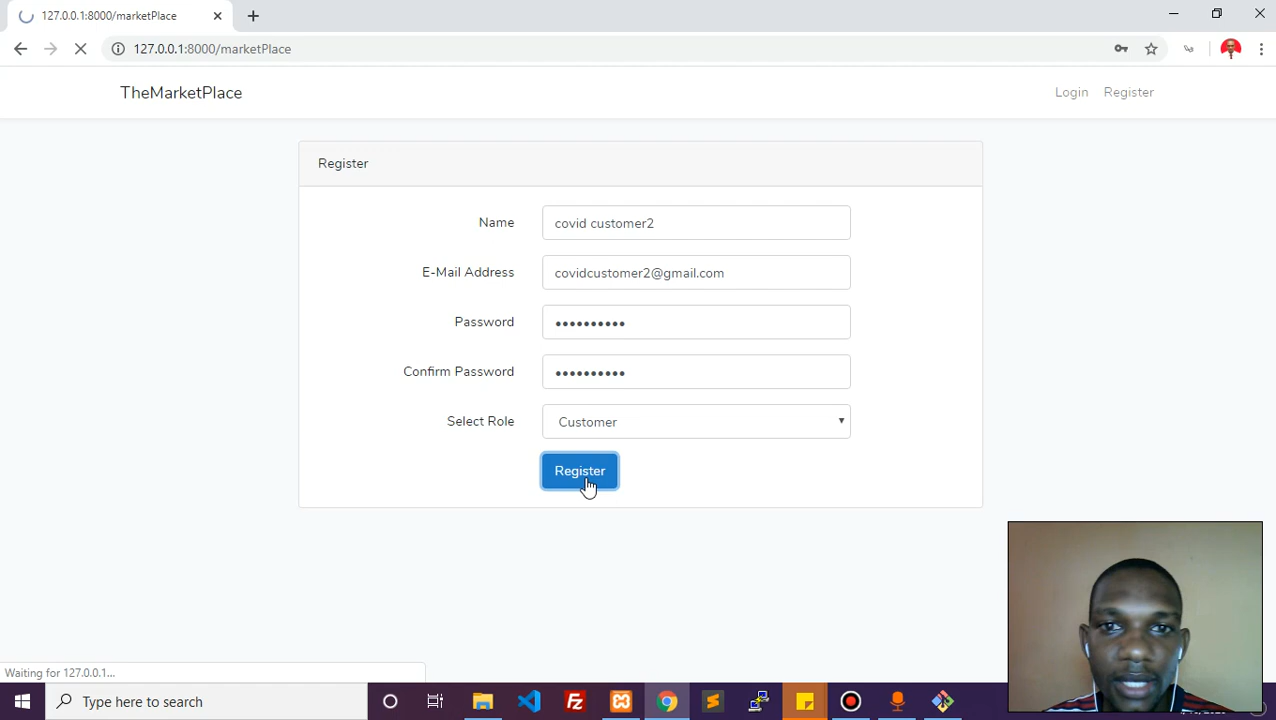 127.0.0.1:8000/marketPlace
127.0.0.1:8000/marketPlace
TheMarketPlace
Login Register
Register
Name covid customer2
E-Mail Address covidcustomer2@gmail.com
Password ••••••••••
Confirm Password ••••••••••
Select Role Customer
Register
Waiting for 127.0.0.1...
Type here to search